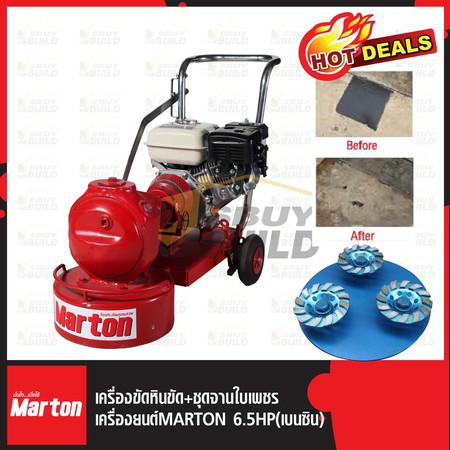 HOT DEALS
Before
After
SBUY
BUILD
Marton
Marton
เครื่องขัดหินขัด+ชุดจานใบเพชร
เครื่องยนต์MARTON 6.5HP(เบนซิน)